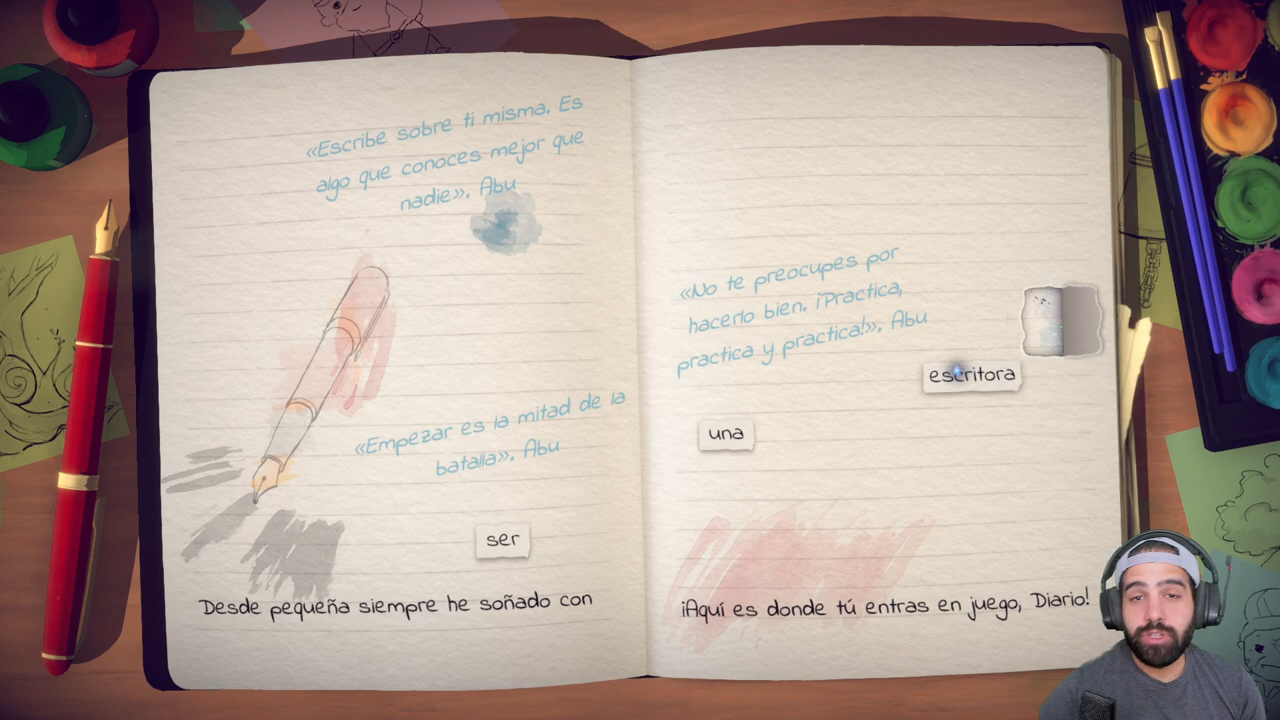 «Escribe sobre ti misma. Es
algo que conoces mejor que
nadie». Abu
«Empezar es la mitad de la
batalla». Abu
ser
Desde pequeña siempre he soñado con
«No te preocupes por
hacerlo bien. ¡Practica,
practica y practica!». Abu
escritora
una
¡Aquí es donde tú entras en juego, Diario!